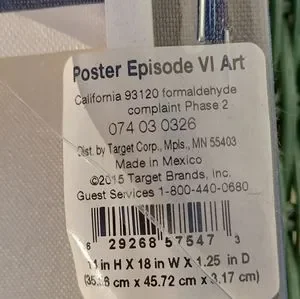 Poster Episode VI Art
California 93120 formaldehyde
complaint Phase 2
074 03 0326
Dist. by Target Corp., Mpls., MN 55403
Made in Mexico
©2015 Target Brands, Inc.
Guest Services 1-800-440-0680
6 29268 57547 3
in H X 18 in W X 1.25 in D
cm x 45.72 cm x 3.17 cm)